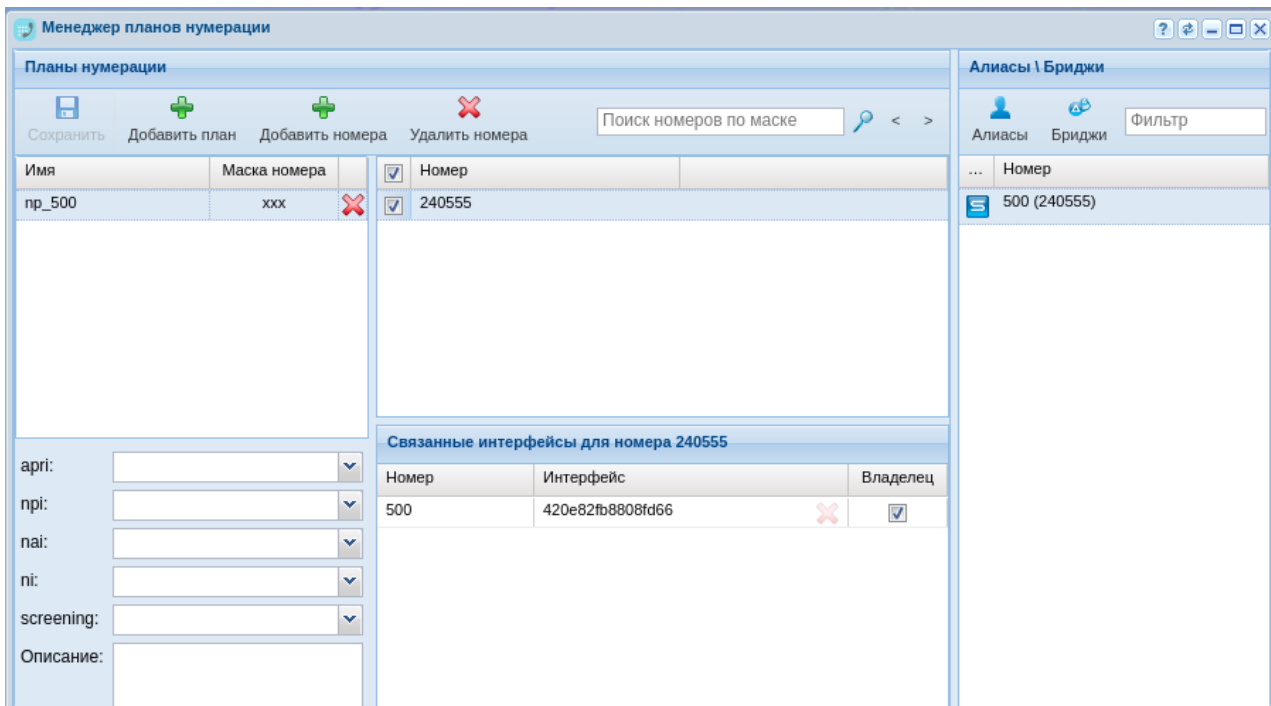 Менеджер планов нумерации
Планы нумерации
Сохранить Добавить план Добавить номера Удалить номера Поиск номеров по маске < >
Имя Маска номера Номер
np_500 xxx 240555
Связанные интерфейсы для номера 240555
Номер Интерфейс Владелец
500 420e82fb8808fd66
apri:
npi:
nai:
ni:
screening:
Описание:
Алиасы \ Бриджи
Алиасы Бриджи Фильтр
... Номер
500 (240555)